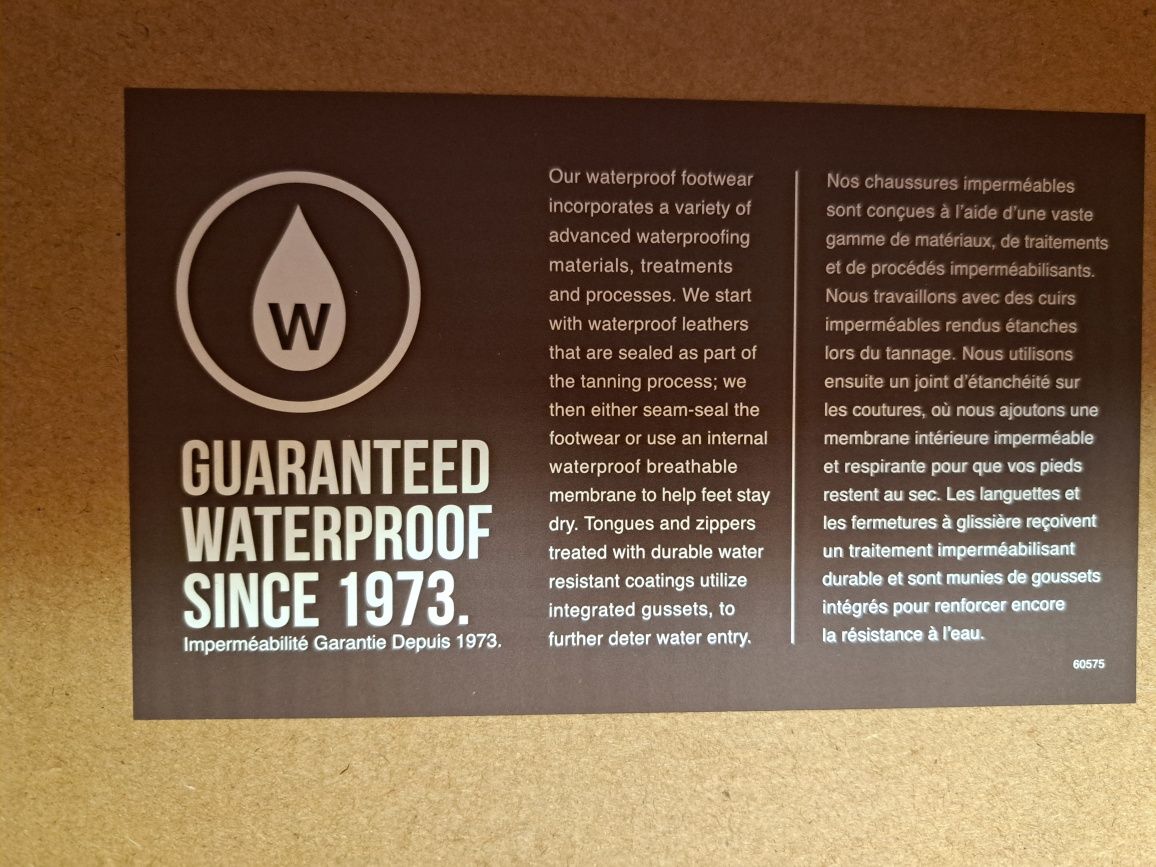 W
GUARANTEED
WATERPROOF
SINCE 1973.
Imperméabilité Garantie Depuis 1973.
Our waterproof footwear
incorporates a variety of
advanced waterproofing
materials, treatments
and processes. We start
with waterproof leathers
that are sealed as part of
the tanning process; we
then either seam-seal the
footwear or use an internal
waterproof breathable
membrane to help feet stay
dry. Tongues and zippers
treated with durable water
resistant coatings utilize
integrated gussets, to
further deter water entry.
Nos chaussures imperméables
sont conçues à l'aide d'une vaste
gamme de matériaux, de traitements
et de procédés imperméabilisants.
Nous travaillons avec des cuirs
imperméables rendus étanches
lors du tannage. Nous utilisons
ensuite un joint d'étanchéité sur
les coutures, où nous ajoutons une
membrane intérieure imperméable
et respirante pour que vos pieds
restent au sec. Les languettes et
les fermetures à glissière reçoivent
un traitement imperméabilisant
durable et sont munies de goussets
intégrés pour renforcer encore
la résistance à l'eau.
60575